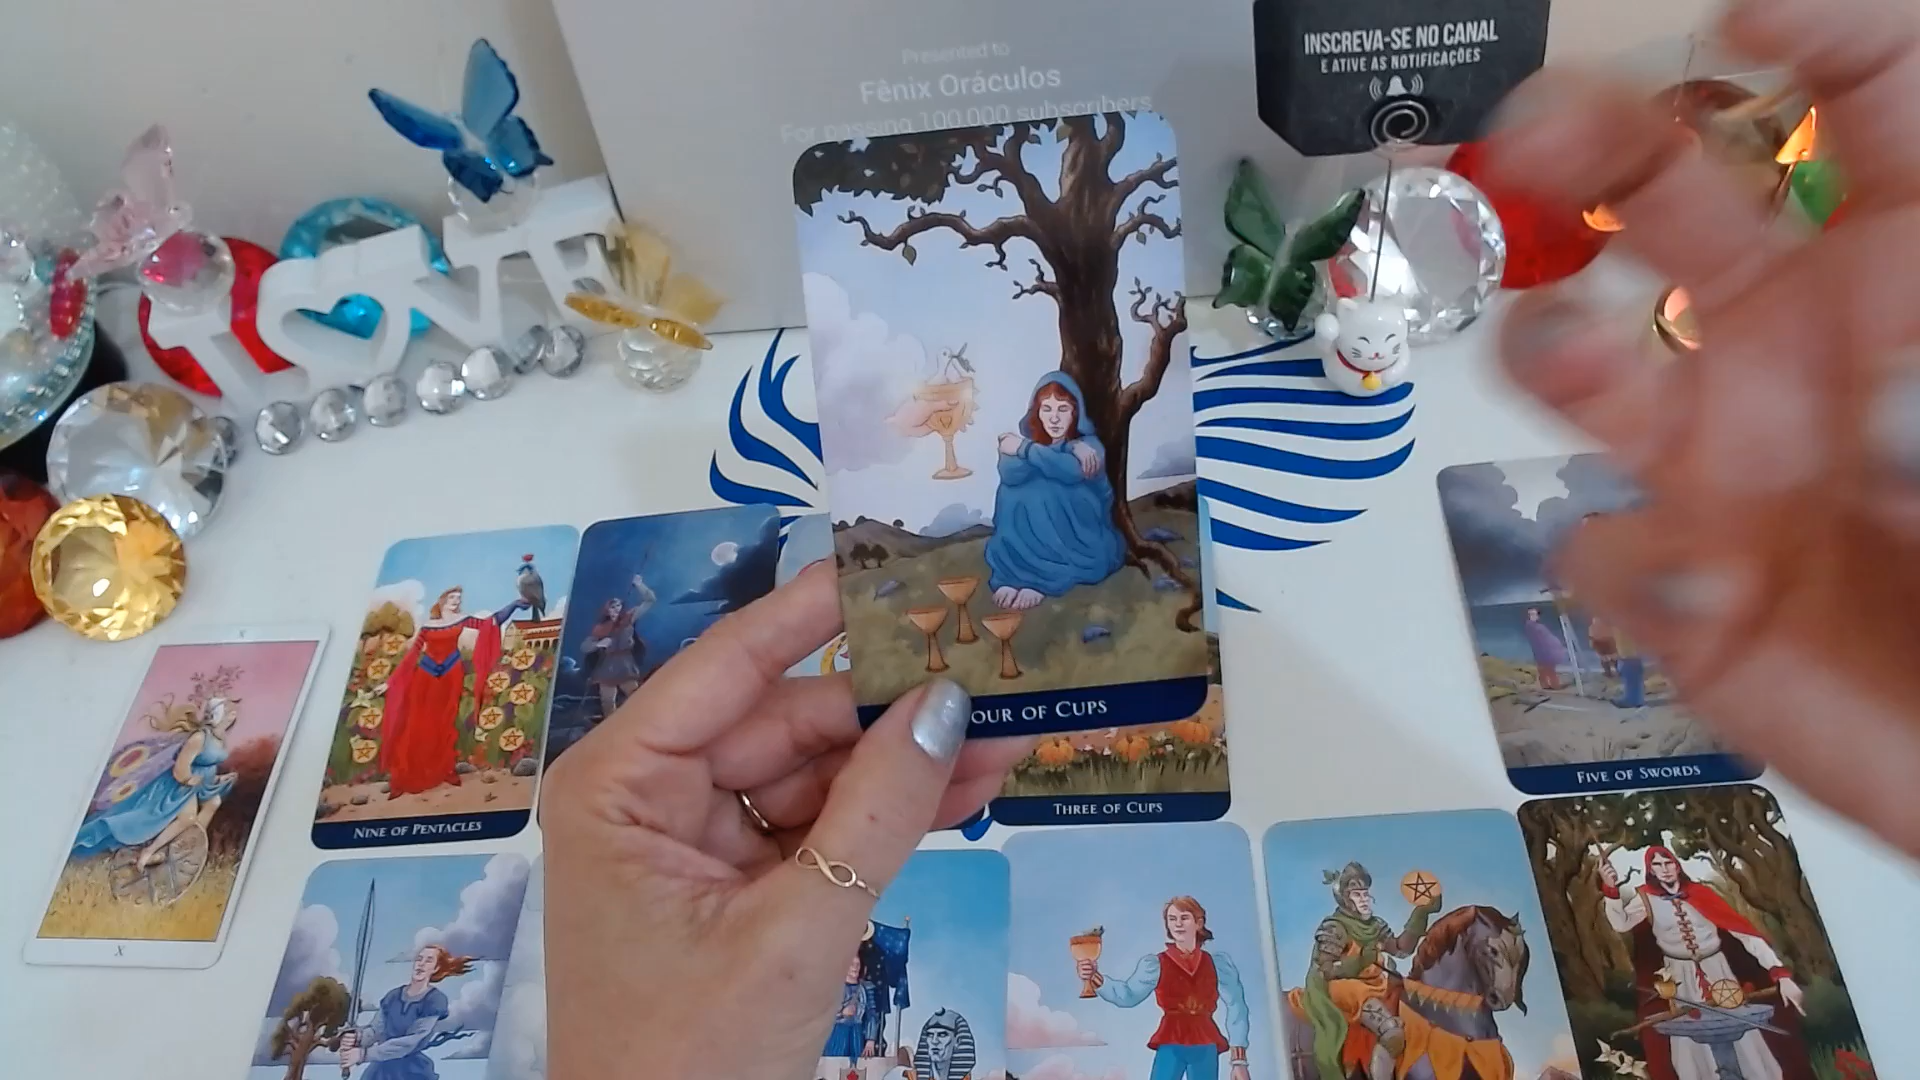 Presented to
Fênix Oráculos
For passing 100.000 subscribers
INSCREVA-SE NO CANAL
E ATIVE AS NOTIFICAÇÕES
LOVE
OUR OF CUPS
NINE OF PENTACLES
THREE OF CUPS
FIVE OF SWORDS
X
X